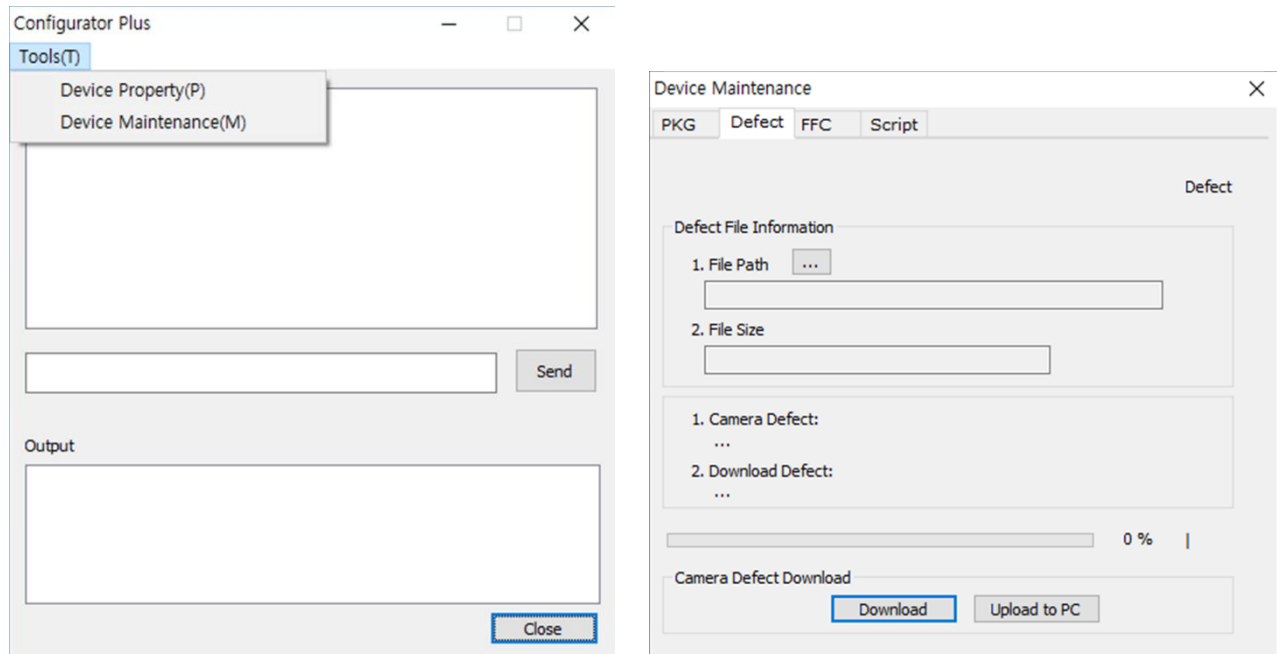 Configurator Plus
Tools(T)
Device Property(P)
Device Maintenance(M)
Send
Output
Close
Device Maintenance
PKG Defect FFC Script
Defect
Defect File Information
1. File Path ...
2. File Size
1. Camera Defect:
...
2. Download Defect:
...
0 % |
Camera Defect Download
Download Upload to PC